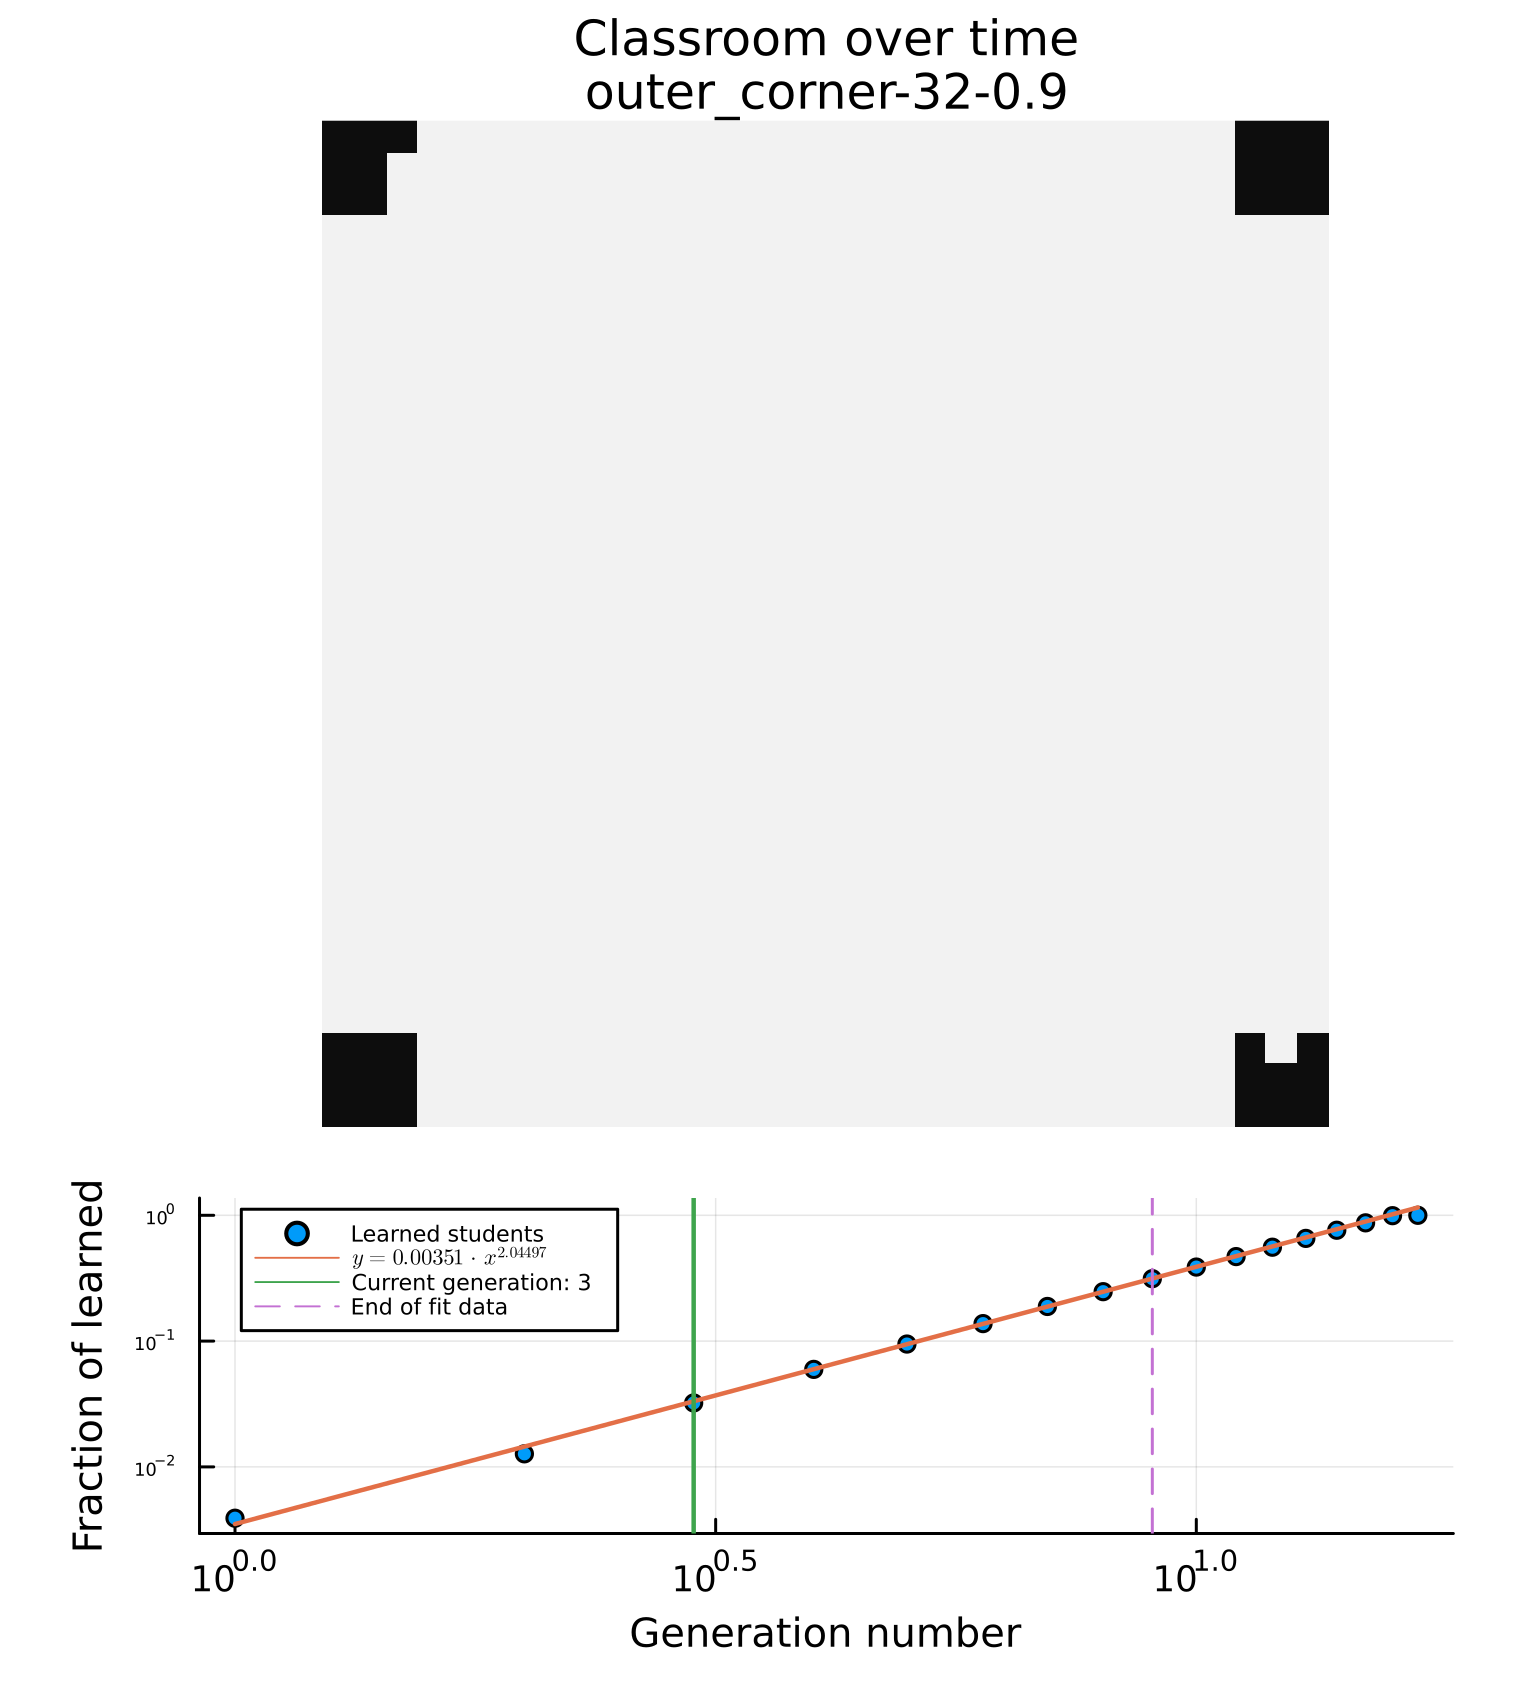 Classroom over time
outer_corner-32-0.9
Fraction of learned
10^0
10^-1
10^-2
Learned students
y = 0.00351 · x^2.04497
Current generation: 3
End of fit data
10^0.0
10^0.5
10^1.0
Generation number